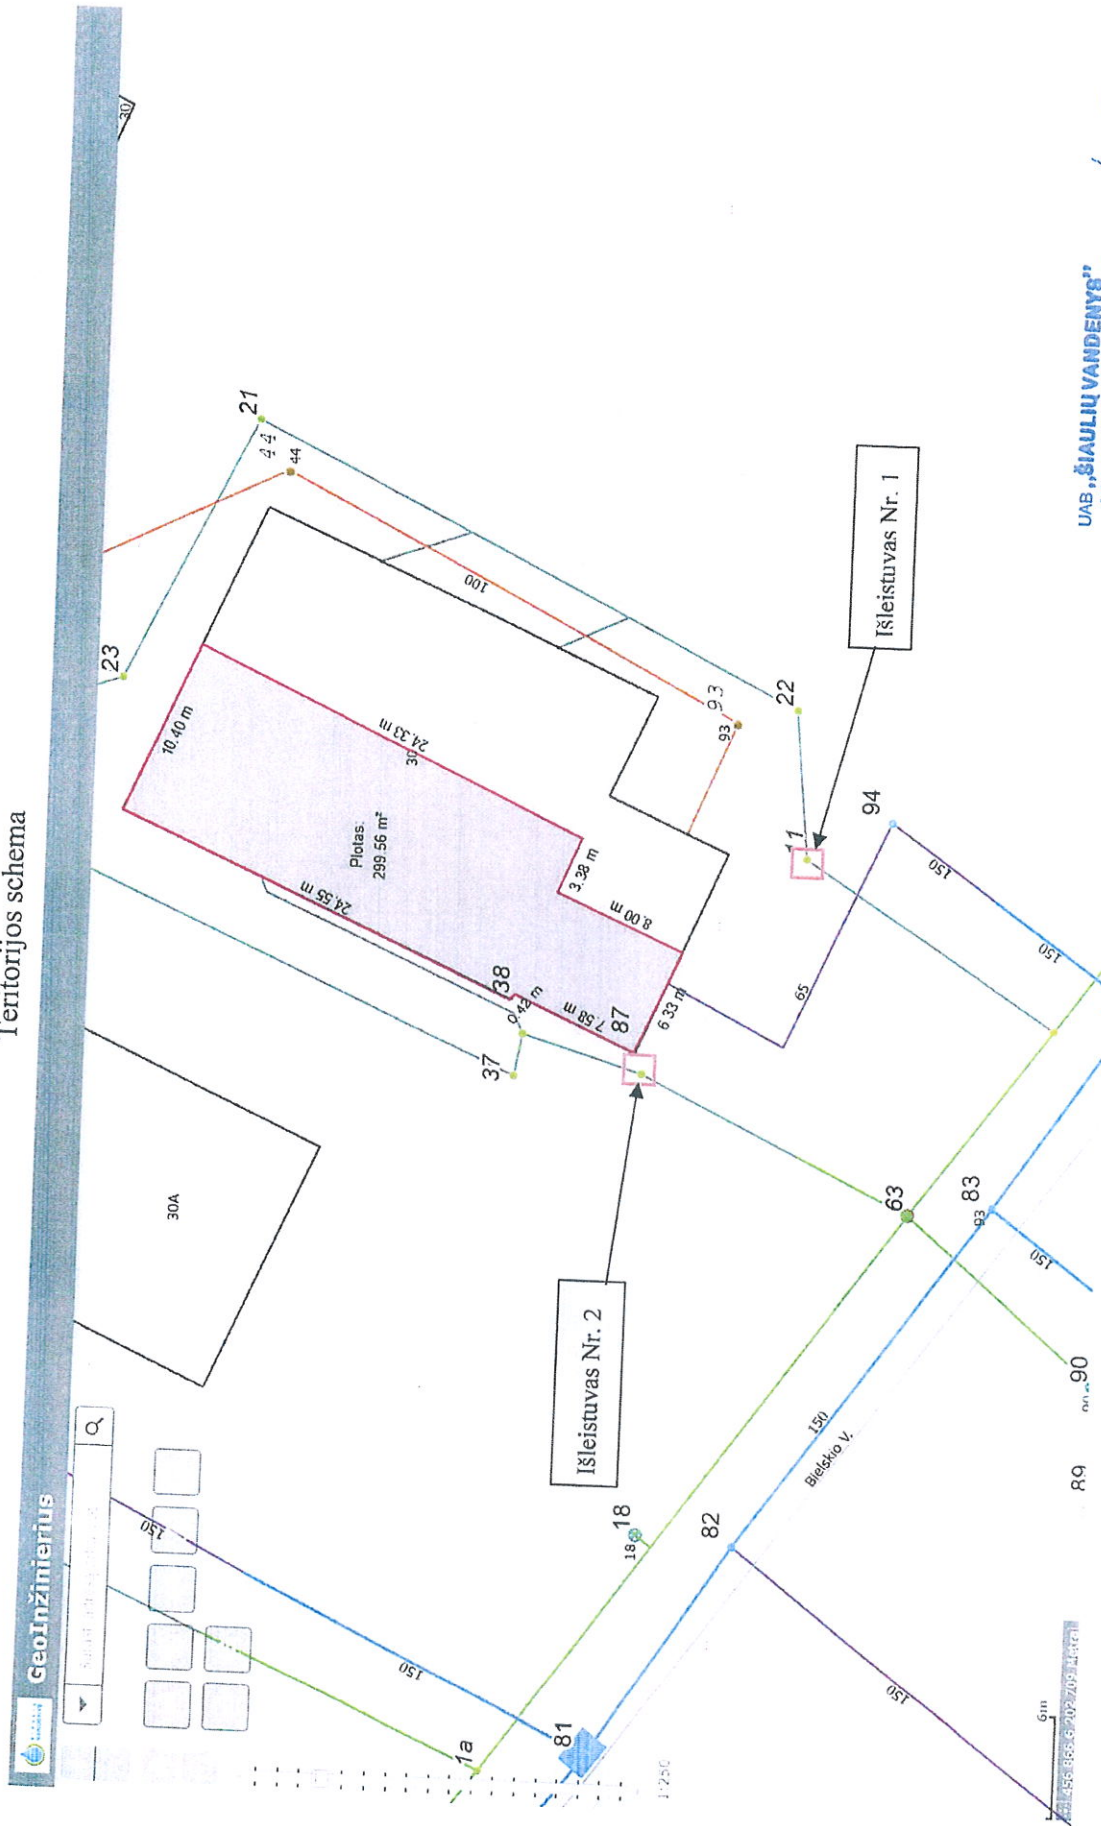 Teritorijos schema
GeoInžinierius
30
23
21
44
44
10.40 m
24.33 m
30
100
Plotas:
299.56 m²
24.55 m
3.38 m
8.00 m
38
0.42 m
7.58 m
87
6.33 m
37
93
93
22
94
Išleistuvas Nr. 1
65
150
150
30A
Išleistuvas Nr. 2
63
83
93
150
90
89
150
Bielskio V.
18
18
82
150
150
150
1a
81
1:250
6m
UAB „ŠIAULIŲ VANDENYS"